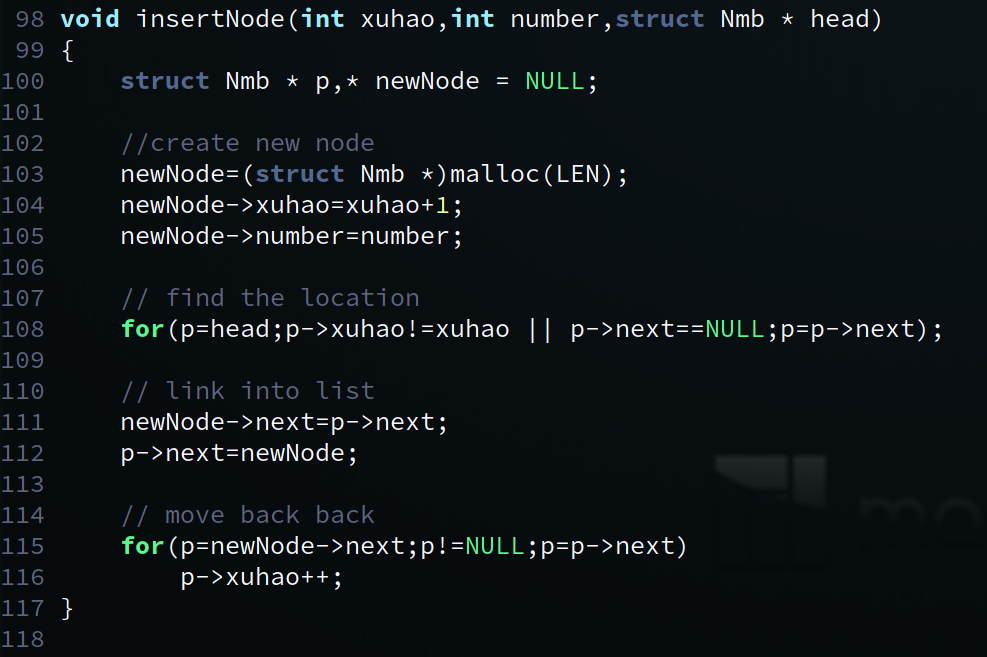 98 void insertNode(int xuhao,int number,struct Nmb * head)
99 {
100     struct Nmb * p,* newNode = NULL;
101
102     //create new node
103     newNode=(struct Nmb *)malloc(LEN);
104     newNode->xuhao=xuhao+1;
105     newNode->number=number;
106
107     // find the location
108     for(p=head;p->xuhao!=xuhao || p->next==NULL;p=p->next);
109
110     // link into list
111     newNode->next=p->next;
112     p->next=newNode;
113
114     // move back back
115     for(p=newNode->next;p!=NULL;p=p->next)
116         p->xuhao++;
117 }
118